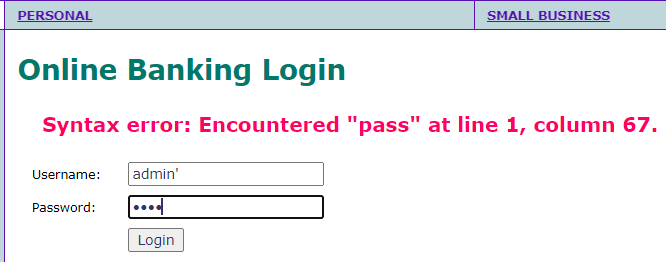 PERSONAL
SMALL BUSINESS
Online Banking Login
Syntax error: Encountered "pass" at line 1, column 67.
Username: admin'
Password: ••••
Login